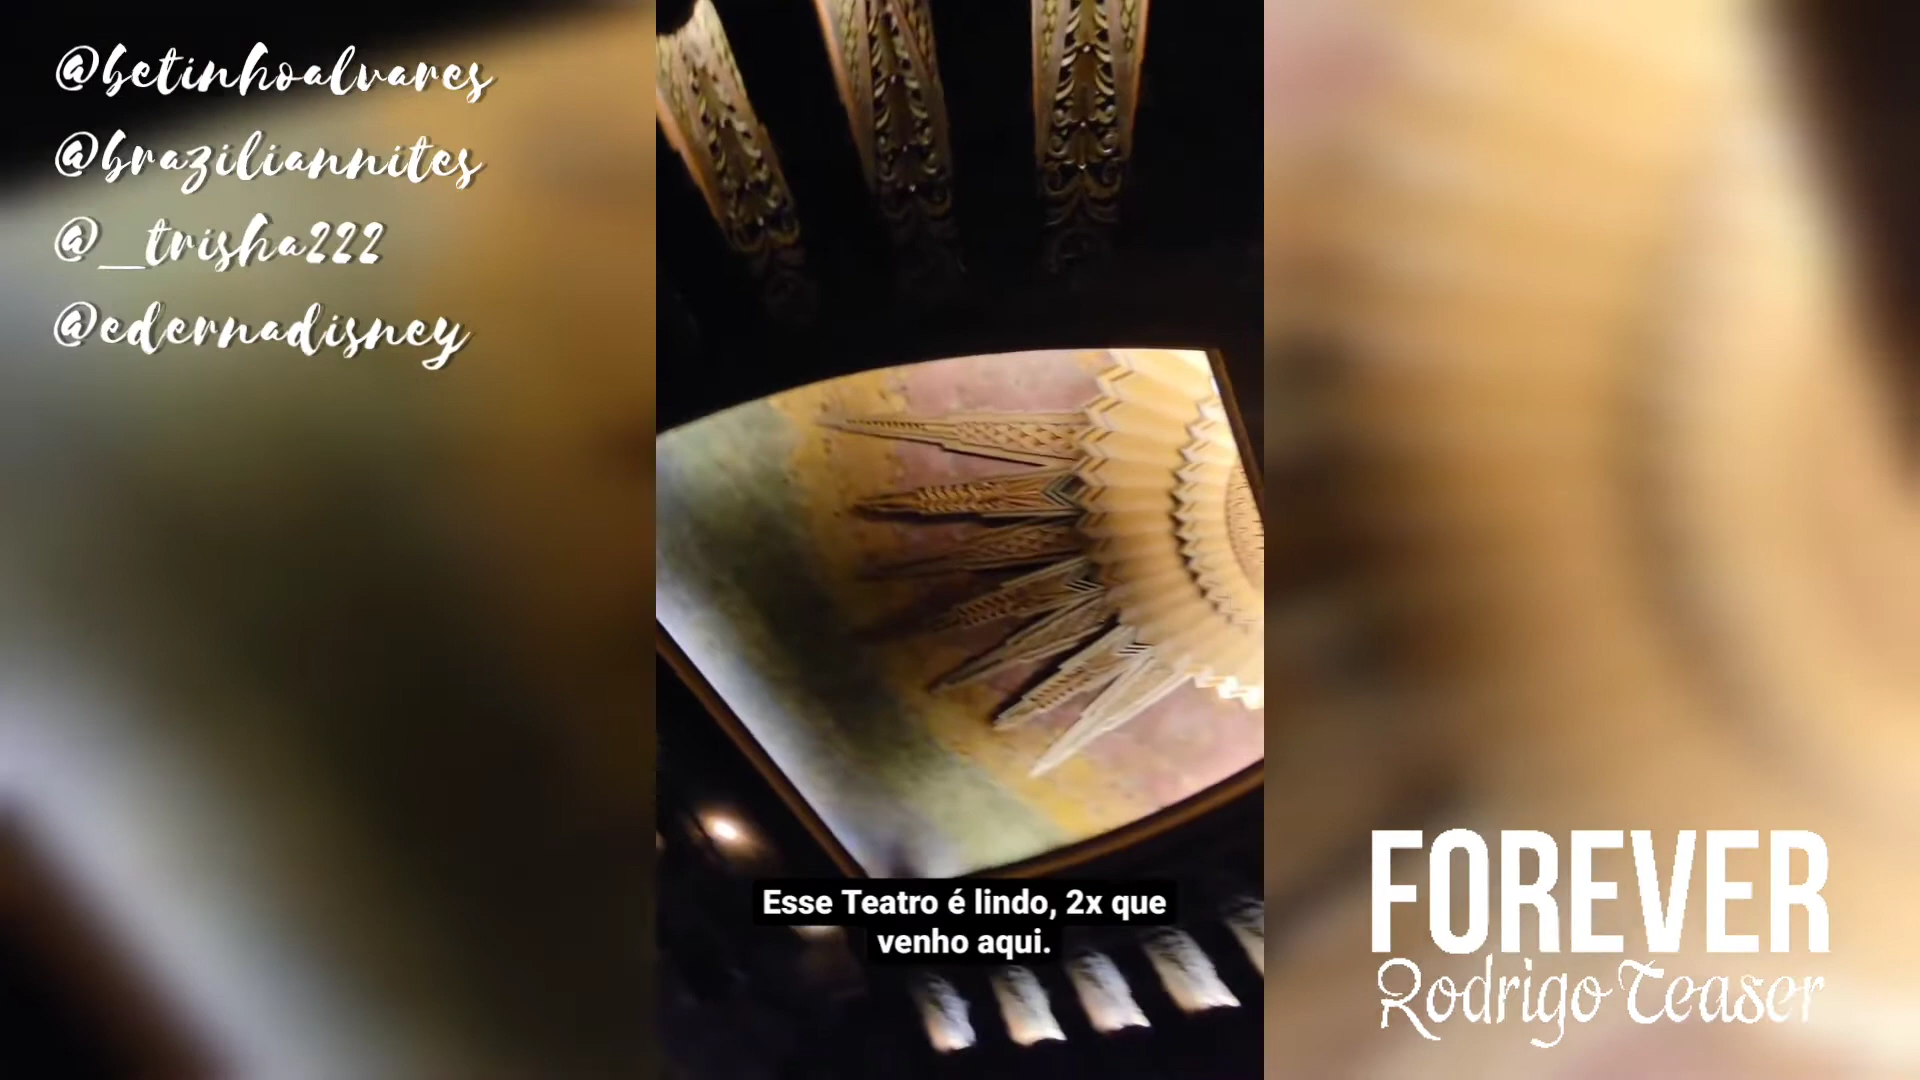 @betinhoalvares
@braziliannites
@_trisha222
@edernadisney
Esse Teatro é lindo, 2x que
venho aqui.
FOREVER
Rodrigo Teaser